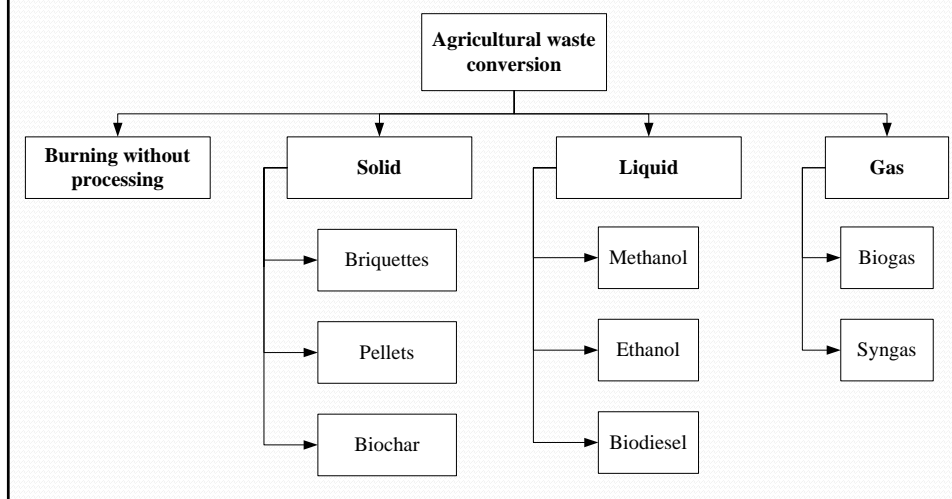 Agricultural waste
conversion
Burning without
processing
Solid
Liquid
Gas
Briquettes
Pellets
Biochar
Methanol
Ethanol
Biodiesel
Biogas
Syngas